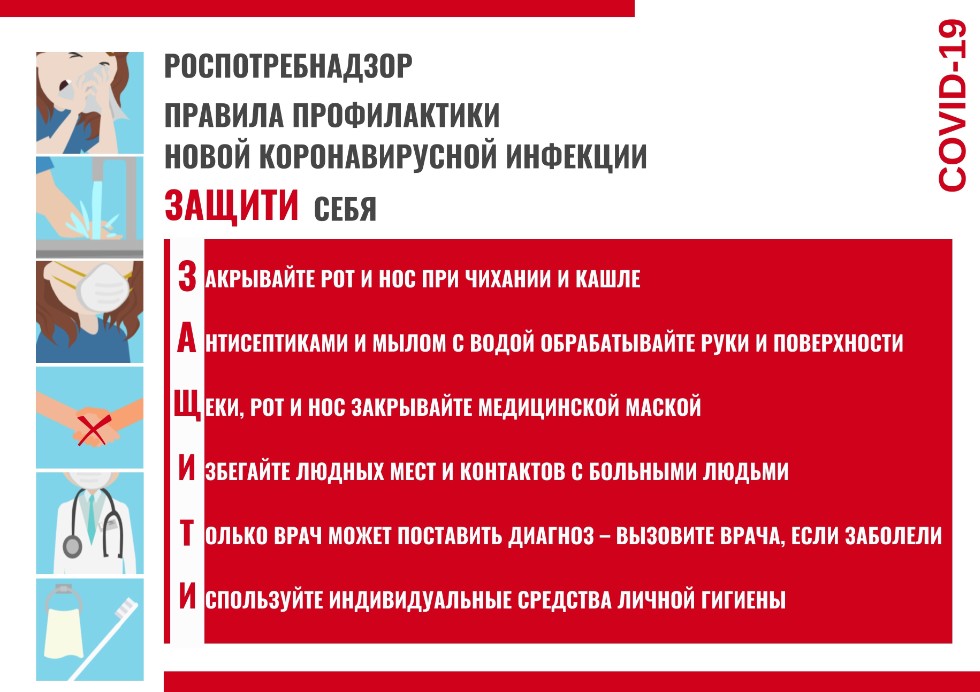 РОСПОТРЕБНАДЗОР
ПРАВИЛА ПРОФИЛАКТИКИ
НОВОЙ КОРОНАВИРУСНОЙ ИНФЕКЦИИ
ЗАЩИТИ СЕБЯ
ЗАКРЫВАЙТЕ РОТ И НОС ПРИ ЧИХАНИИ И КАШЛЕ
АНТИСЕПТИКАМИ И МЫЛОМ С ВОДОЙ ОБРАБАТЫВАЙТЕ РУКИ И ПОВЕРХНОСТИ
ЩЕКИ, РОТ И НОС ЗАКРЫВАЙТЕ МЕДИЦИНСКОЙ МАСКОЙ
ИЗБЕГАЙТЕ ЛЮДНЫХ МЕСТ И КОНТАКТОВ С БОЛЬНЫМИ ЛЮДЬМИ
ТОЛЬКО ВРАЧ МОЖЕТ ПОСТАВИТЬ ДИАГНОЗ – ВЫЗОВИТЕ ВРАЧА, ЕСЛИ ЗАБОЛЕЛИ
ИСПОЛЬЗУЙТЕ ИНДИВИДУАЛЬНЫЕ СРЕДСТВА ЛИЧНОЙ ГИГИЕНЫ
COVID-19